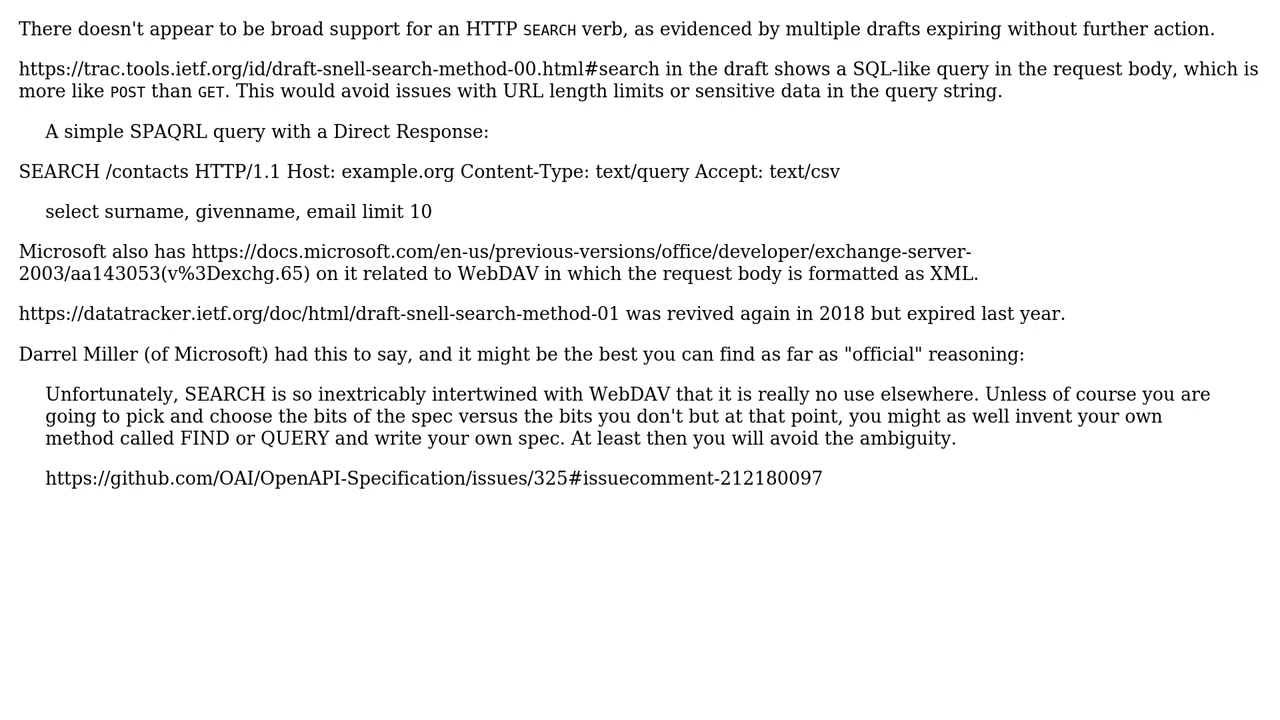 There doesn't appear to be broad support for an HTTP SEARCH verb, as evidenced by multiple drafts expiring without further action.
https://trac.tools.ietf.org/id/draft-snell-search-method-00.html#search in the draft shows a SQL-like query in the request body, which is
more like POST than GET. This would avoid issues with URL length limits or sensitive data in the query string.
A simple SPAQRL query with a Direct Response:
SEARCH /contacts HTTP/1.1 Host: example.org Content-Type: text/query Accept: text/csv
select surname, givenname, email limit 10
Microsoft also has https://docs.microsoft.com/en-us/previous-versions/office/developer/exchange-server-
2003/aa143053(v%3Dexchg.65) on it related to WebDAV in which the request body is formatted as XML.
https://datatracker.ietf.org/doc/html/draft-snell-search-method-01 was revived again in 2018 but expired last year.
Darrel Miller (of Microsoft) had this to say, and it might be the best you can find as far as "official" reasoning:
Unfortunately, SEARCH is so inextricably intertwined with WebDAV that it is really no use elsewhere. Unless of course you are
going to pick and choose the bits of the spec versus the bits you don't but at that point, you might as well invent your own
method called FIND or QUERY and write your own spec. At least then you will avoid the ambiguity.
https://github.com/OAI/OpenAPI-Specification/issues/325#issuecomment-212180097